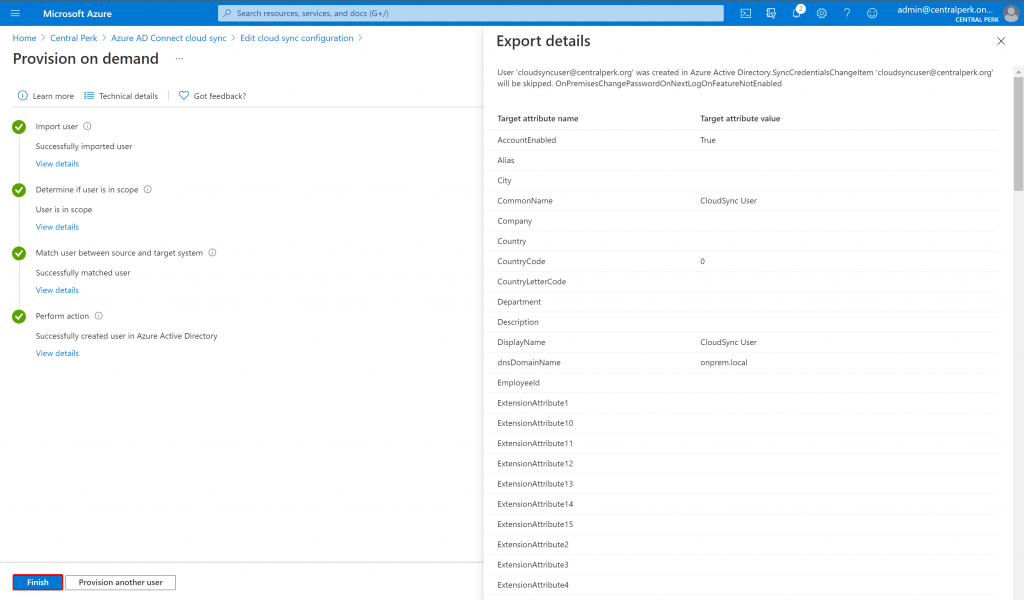 Microsoft Azure
Search resources, services, and docs (G+/)
2
admin@centralperk.on...
CENTRAL PERK
Home > Central Perk > Azure AD Connect cloud sync > Edit cloud sync configuration >
Provision on demand ...
Learn more
Technical details
Got feedback?
Import user
Successfully imported user
View details
Determine if user is in scope
User is in scope
View details
Match user between source and target system
Successfully matched user
View details
Perform action
Successfully created user in Azure Active Directory
View details
Finish
Provision another user
Export details
User 'cloudsyncuser@centralperk.org' was created in Azure Active Directory.SyncCredentialsChangeItem 'cloudsyncuser@centralperk.org'
will be skipped. OnPremisesChangePasswordOnNextLogOnFeatureNotEnabled
Target attribute name Target attribute value
AccountEnabled True
Alias
City
CommonName CloudSync User
Company
Country
CountryCode 0
CountryLetterCode
Department
Description
DisplayName CloudSync User
dnsDomainName onprem.local
EmployeeId
ExtensionAttribute1
ExtensionAttribute10
ExtensionAttribute11
ExtensionAttribute12
ExtensionAttribute13
ExtensionAttribute14
ExtensionAttribute15
ExtensionAttribute2
ExtensionAttribute3
ExtensionAttribute4